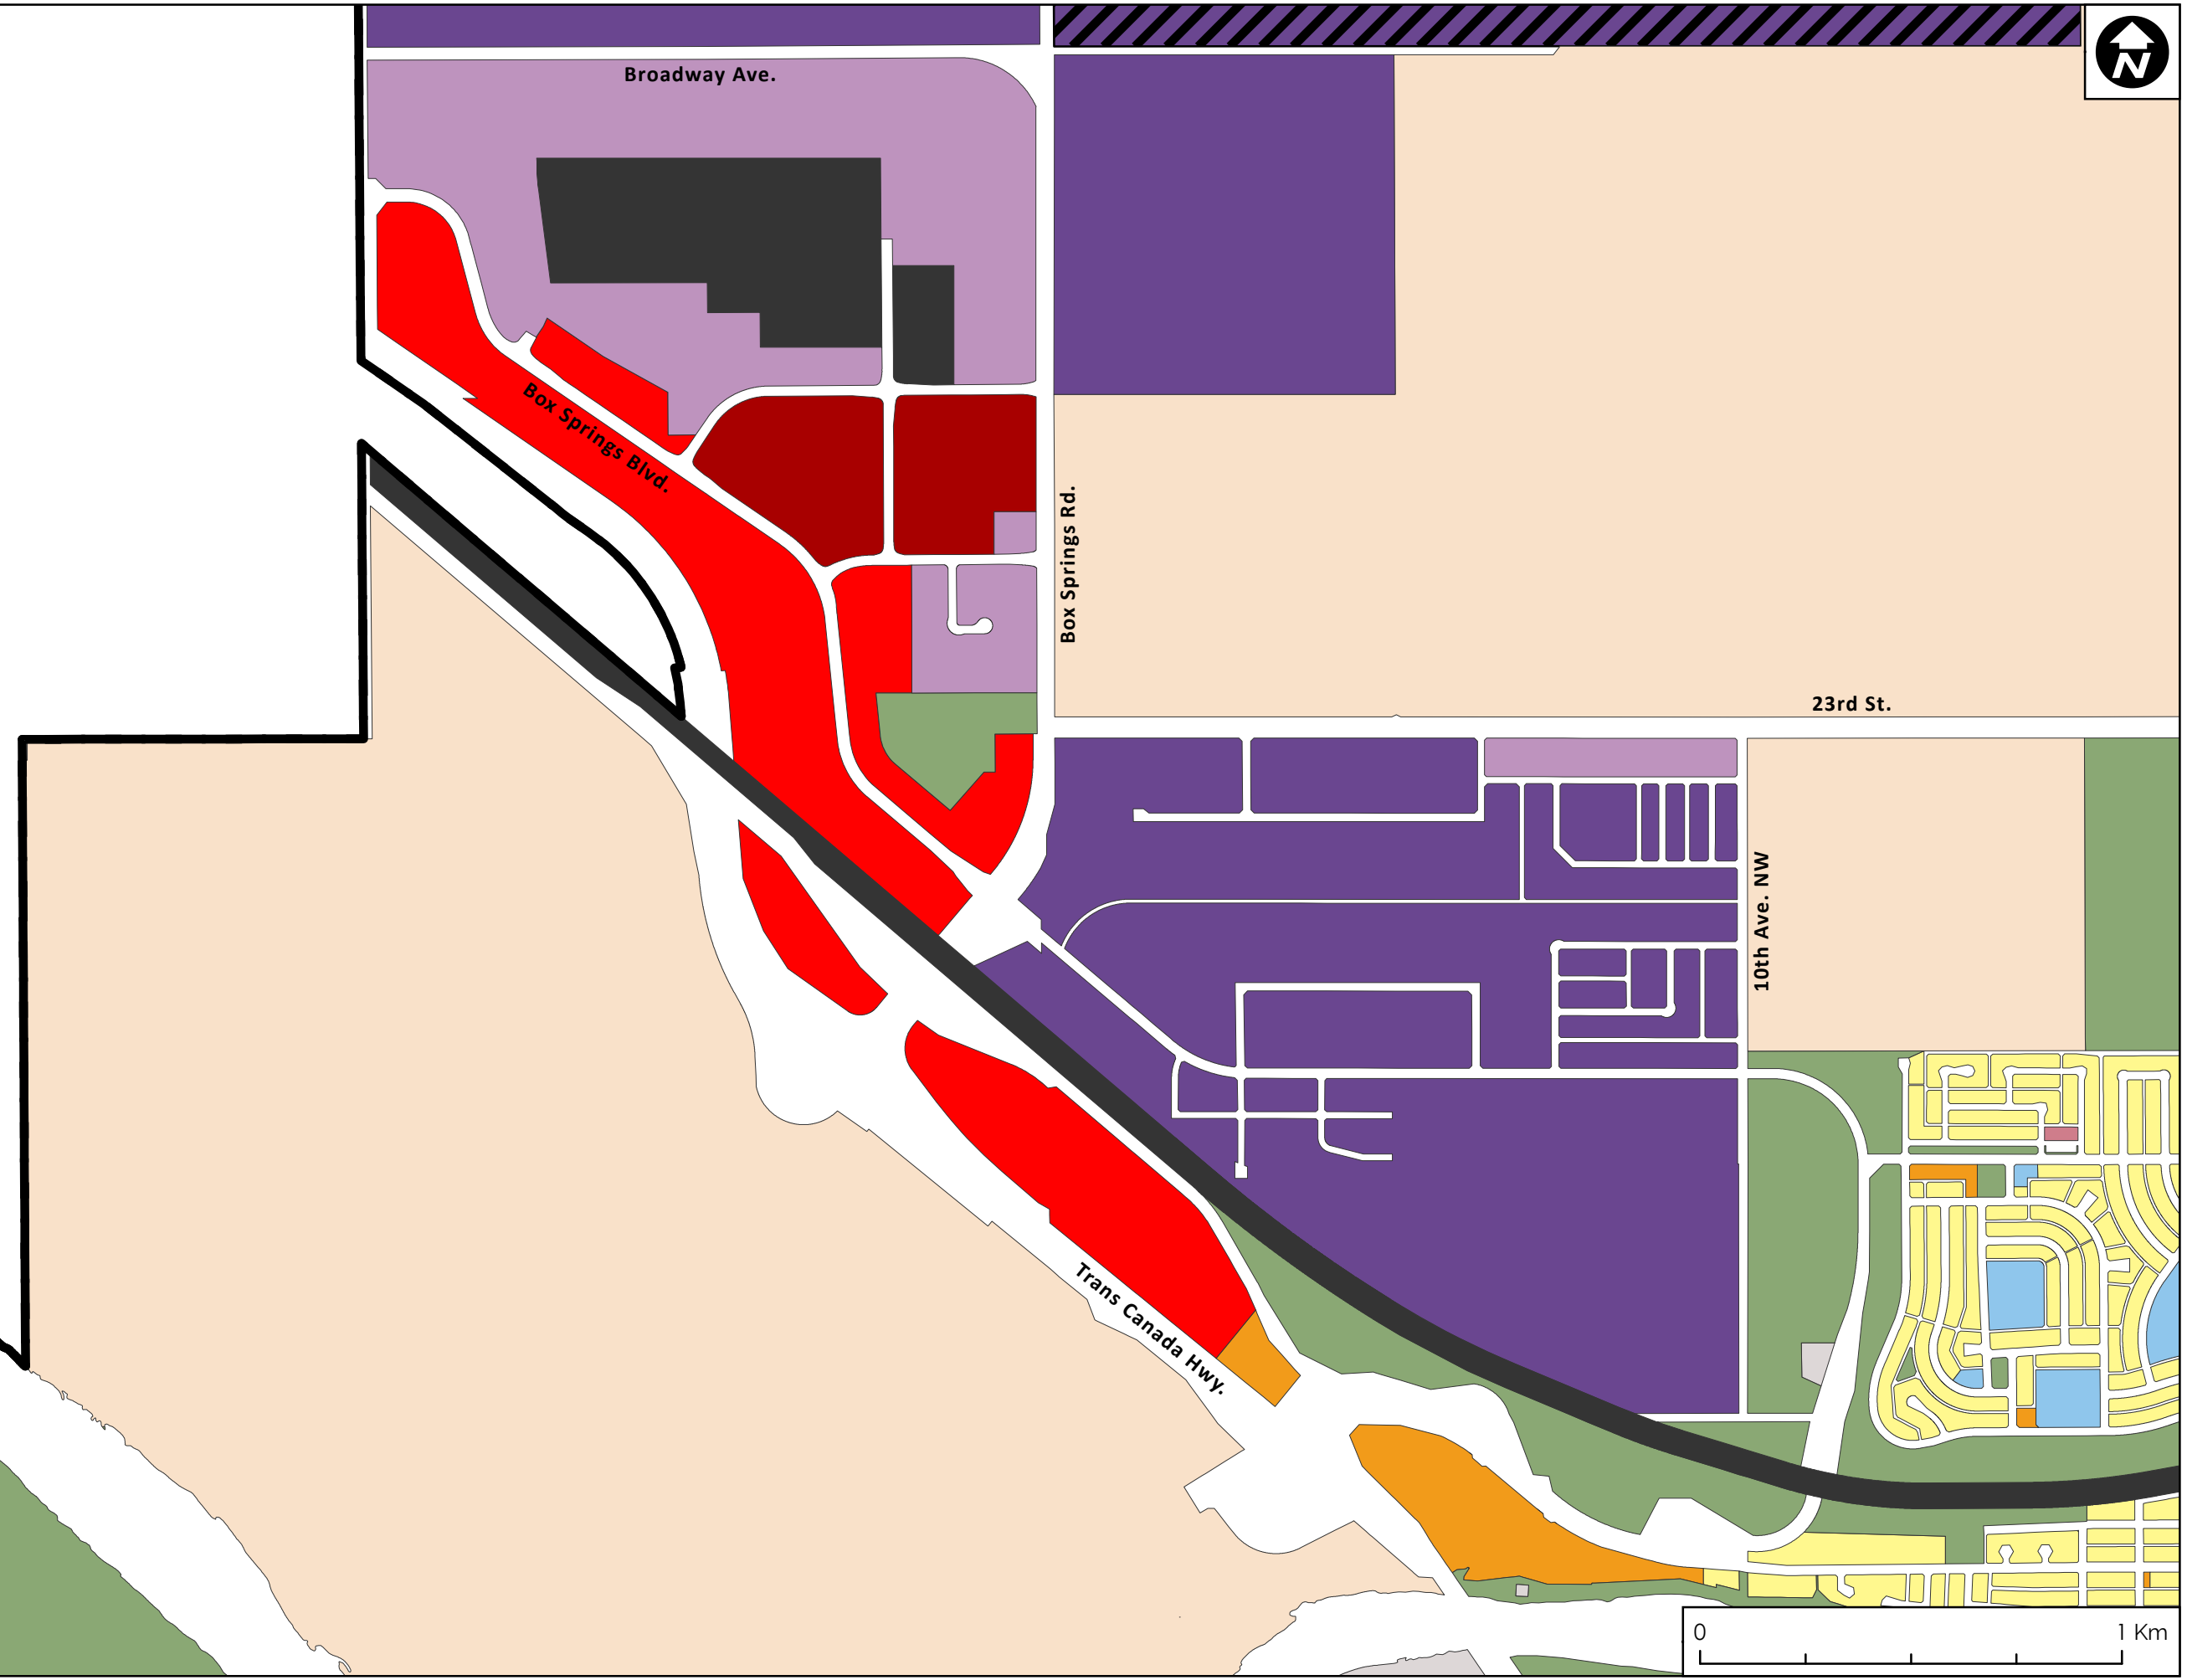 N
Broadway Ave.
Box Springs Blvd.
Box Springs Rd.
23rd St.
10th Ave. NW
Trans Canada Hwy.
0 1 Km